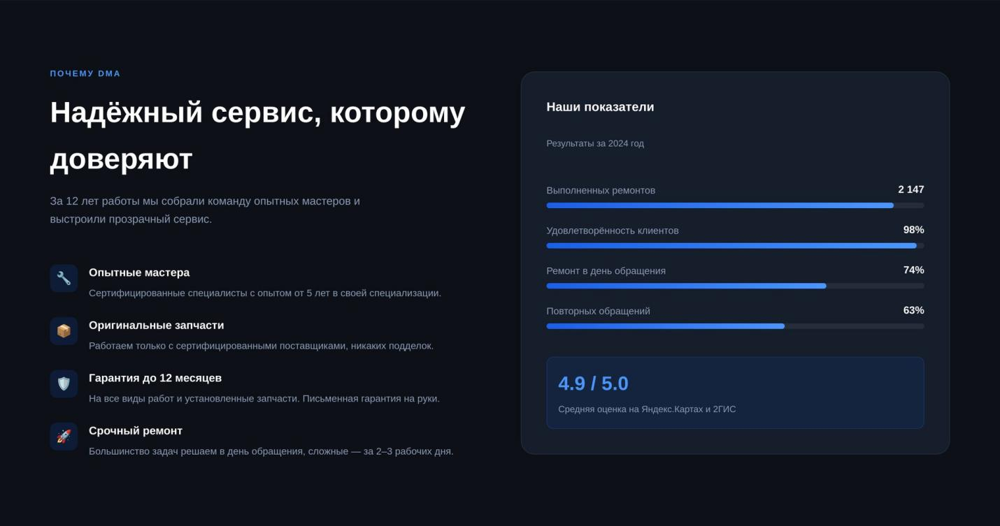 ПОЧЕМУ DMA
Надёжный сервис, которому
доверяют
За 12 лет работы мы собрали команду опытных мастеров и
выстроили прозрачный сервис.
Опытные мастера
Сертифицированные специалисты с опытом от 5 лет в своей специализации.
Оригинальные запчасти
Работаем только с сертифицированными поставщиками, никаких подделок.
Гарантия до 12 месяцев
На все виды работ и установленные запчасти. Письменная гарантия на руки.
Срочный ремонт
Большинство задач решаем в день обращения, сложные — за 2–3 рабочих дня.
Наши показатели
Результаты за 2024 год
Выполненных ремонтов 2 147
Удовлетворённость клиентов 98%
Ремонт в день обращения 74%
Повторных обращений 63%
4.9 / 5.0
Средняя оценка на Яндекс.Картах и 2ГИС